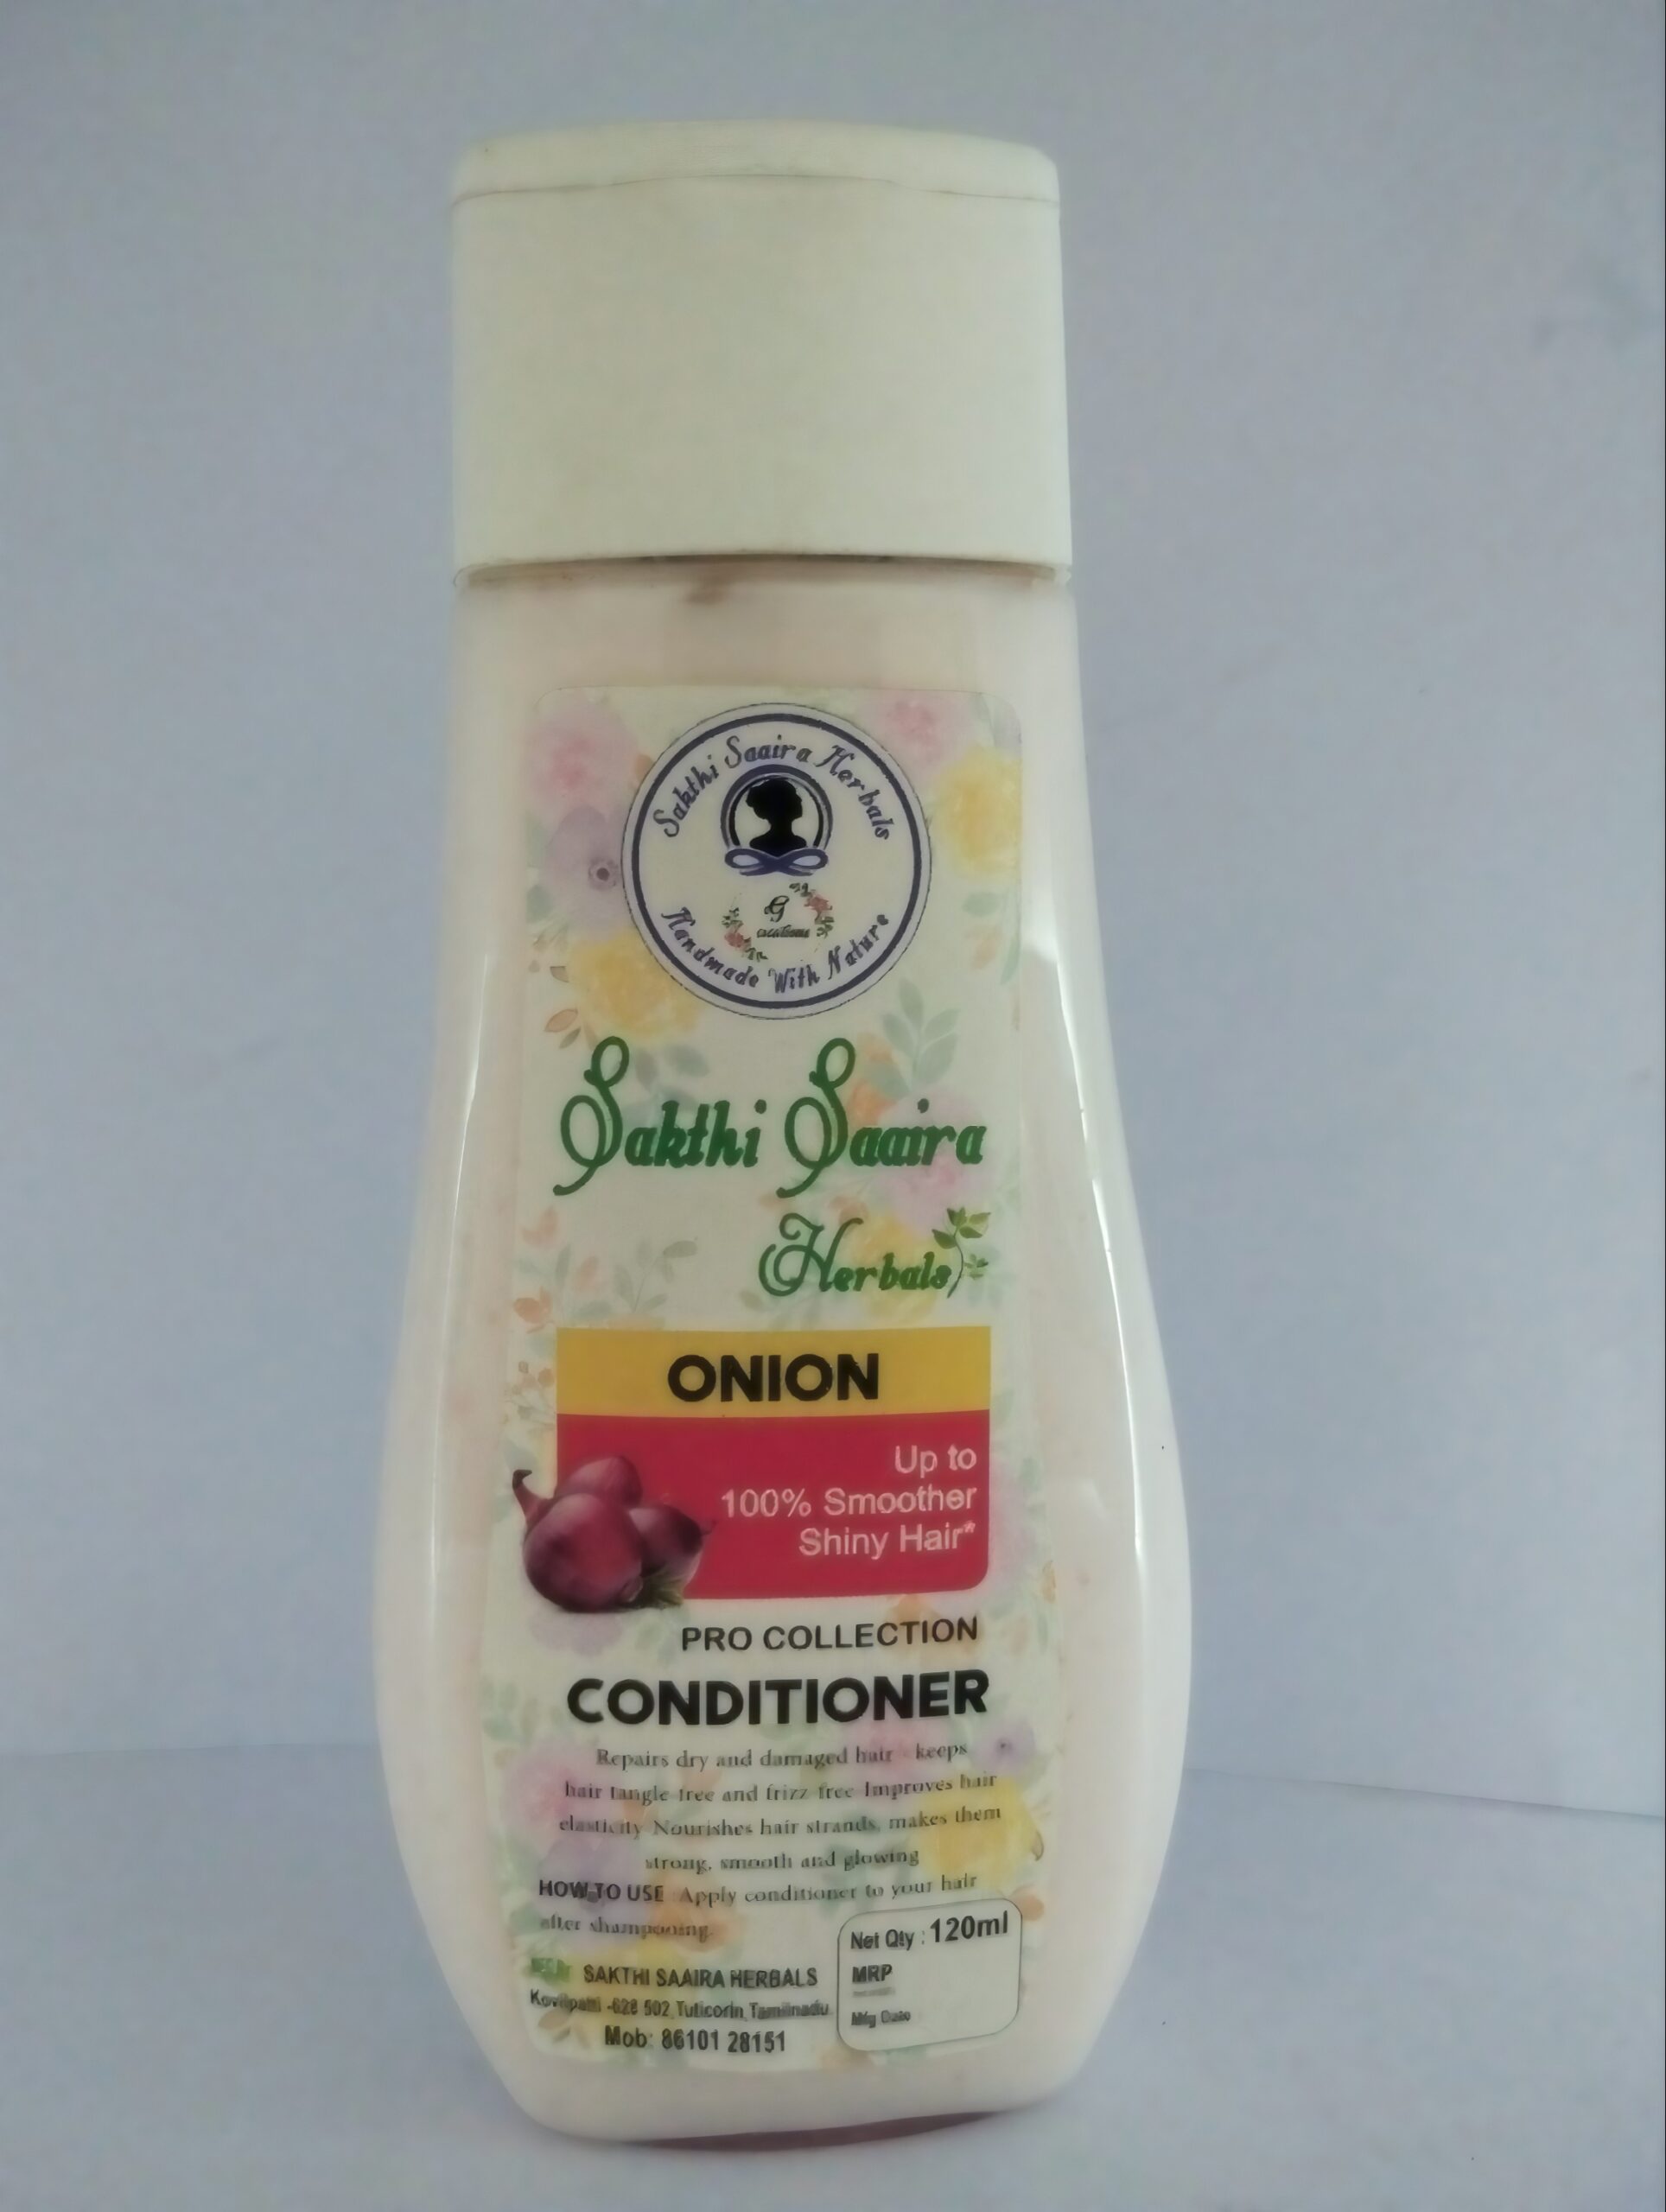 Sakthi Saaira Herbals
G
creations
Handmade With Nature
Sakthi Saaira
Herbals
ONION
Up to
100% Smoother
Shiny Hair*
PRO COLLECTION
CONDITIONER
Repairs dry and damaged hair keeps
hair tangle free and frizz free Improves hair
elasticity Nourishes hair strands, makes them
strong, smooth and glowing
HOW TO USE Apply conditioner to your hair
after shampooing.
SAKTHI SAAIRA HERBALS
Kovilpatti -628 502 Tuticorin, Tamilnadu
Mob: 86101 28151
Net Qty : 120ml
MRP
Mfg Date